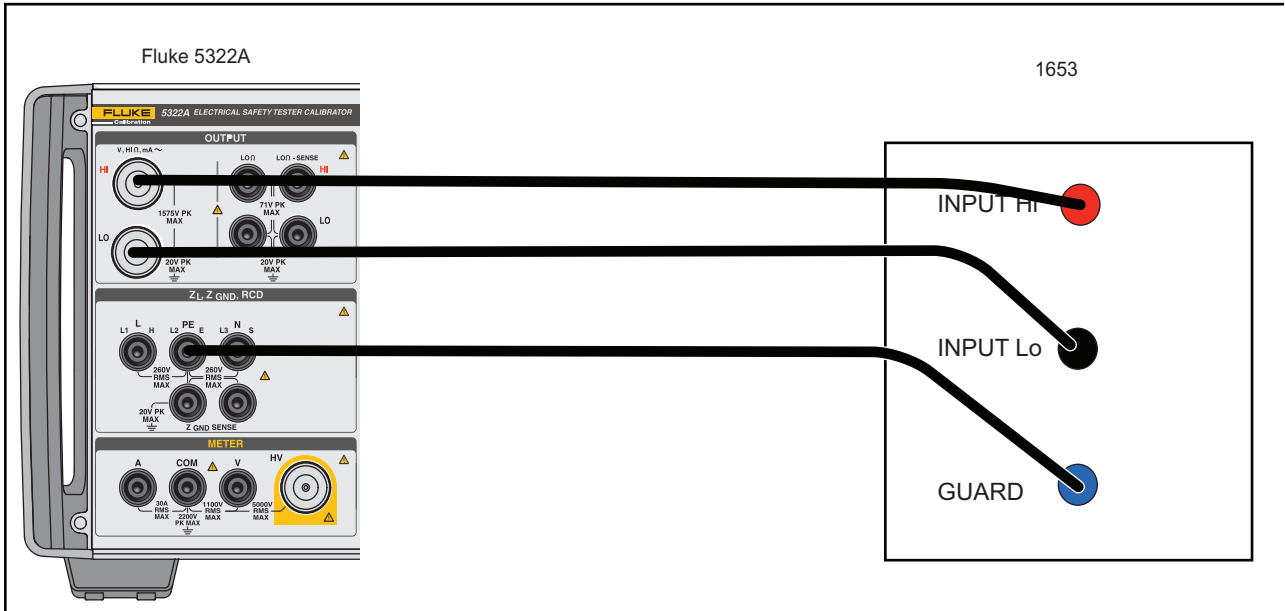 Fluke 5322A
1653
FLUKE
Calibration
5322A ELECTRICAL SAFETY TESTER CALIBRATOR
OUTPUT
V, HI Ω, mA ~
LO Ω
LO Ω - SENSE
HI
HI
1575V PK
MAX
71V PK
MAX
LO
LO
20V PK
MAX
20V PK
MAX
INPUT Hi
INPUT Lo
GUARD
Z L, Z GND, RCD
L
PE
N
L1
H
L2
E
L3
S
260V
RMS
MAX
260V
RMS
MAX
20V PK
MAX
Z GND SENSE
METER
A
COM
V
HV
30A
RMS
MAX
2200V
PK MAX
1100V
RMS
MAX
5000V
RMS
MAX